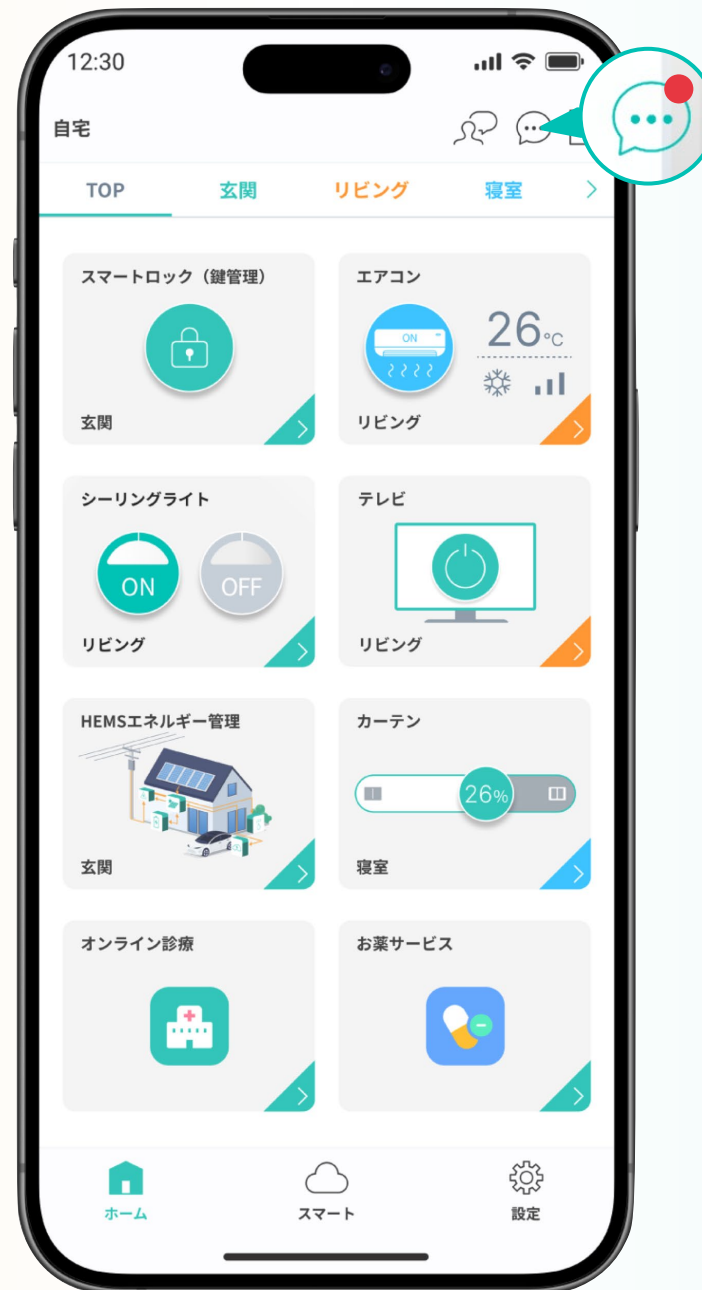 12:30
自宅
TOP
玄関
リビング
寝室
スマートロック（鍵管理）
玄関
エアコン
ON
26℃
リビング
シーリングライト
ON
OFF
リビング
テレビ
リビング
HEMSエネルギー管理
玄関
カーテン
26%
寝室
オンライン診療
お薬サービス
ホーム
スマート
設定